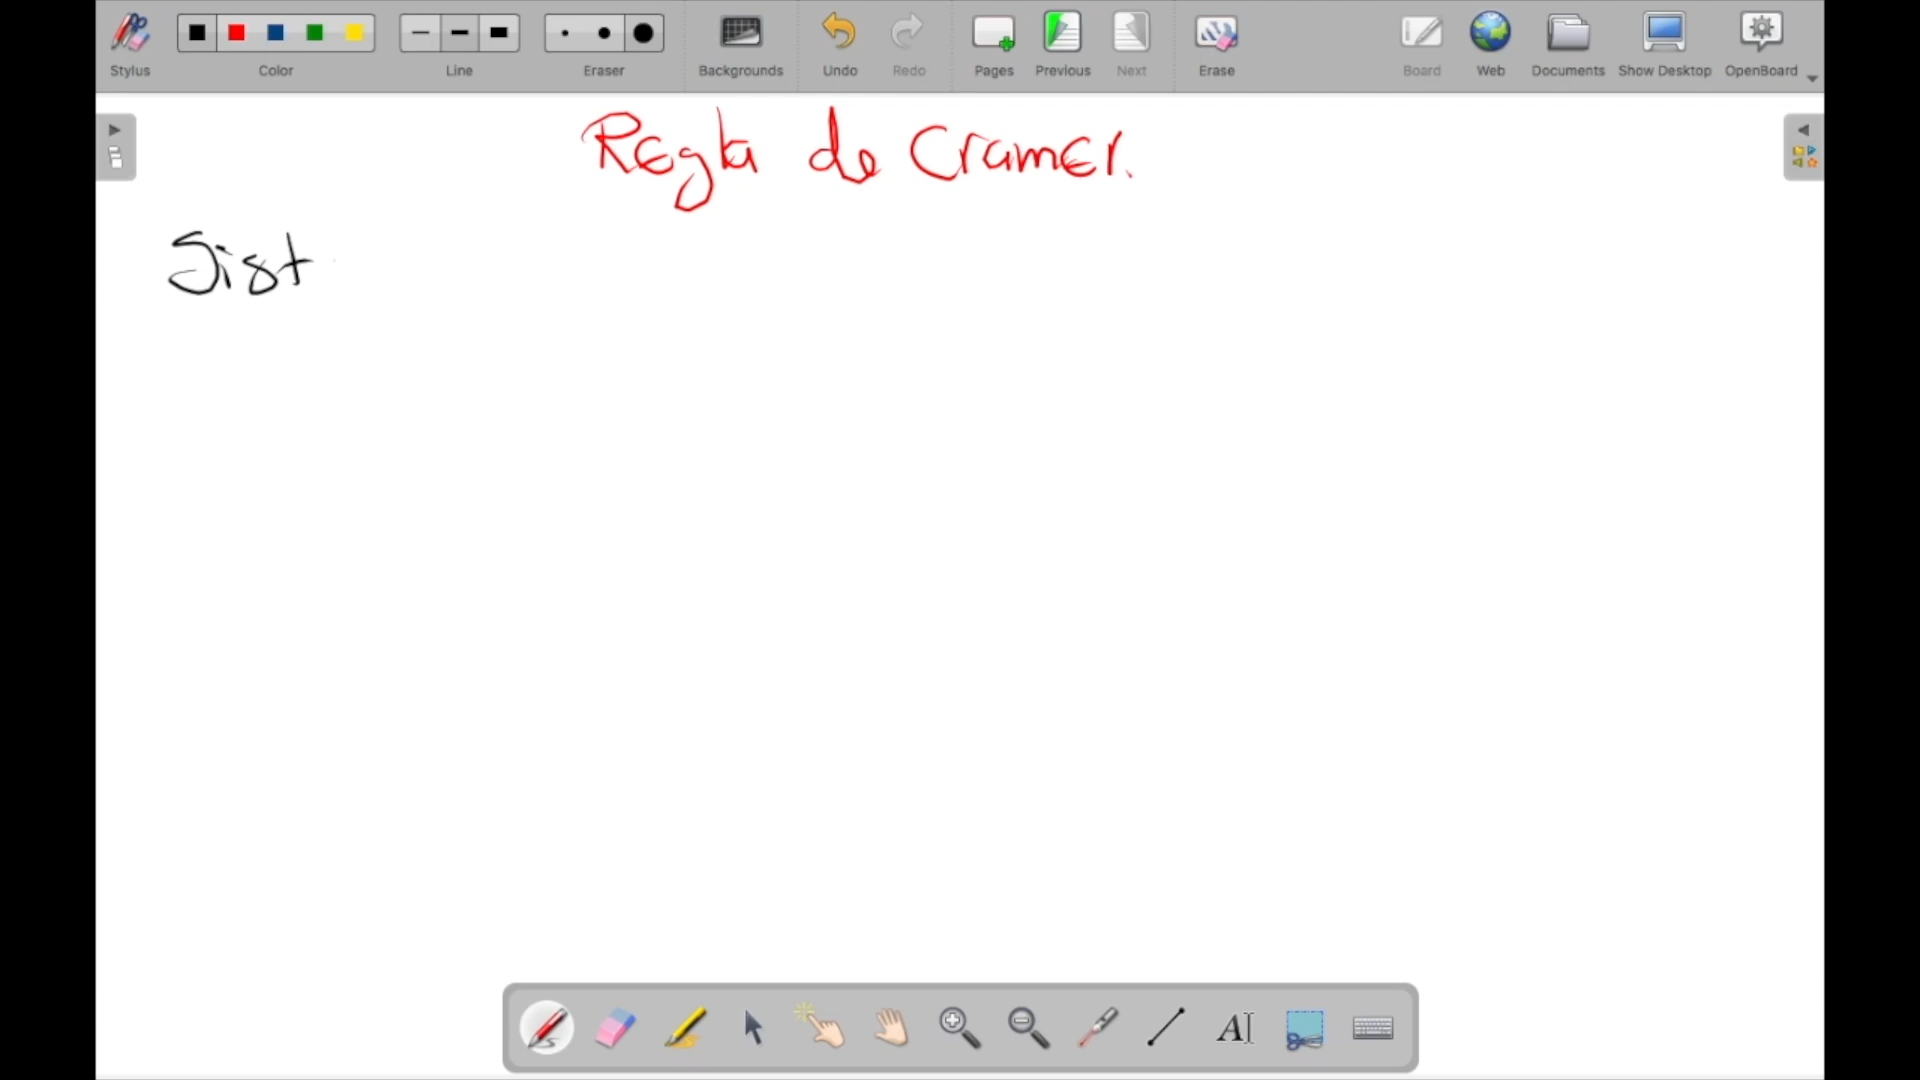 Stylus Color Line Eraser Backgrounds Undo Redo Pages Previous Next Erase Board Web Documents Show Desktop OpenBoard
Regla de Cramer.
Sist